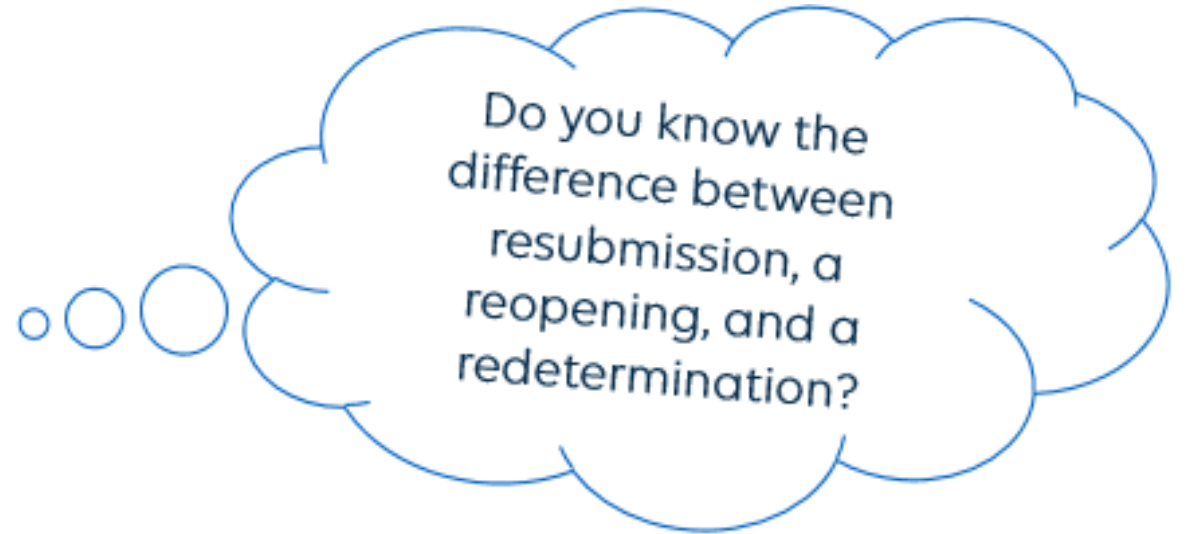 Do you know the
difference between
resubmission, a
reopening, and a
redetermination?